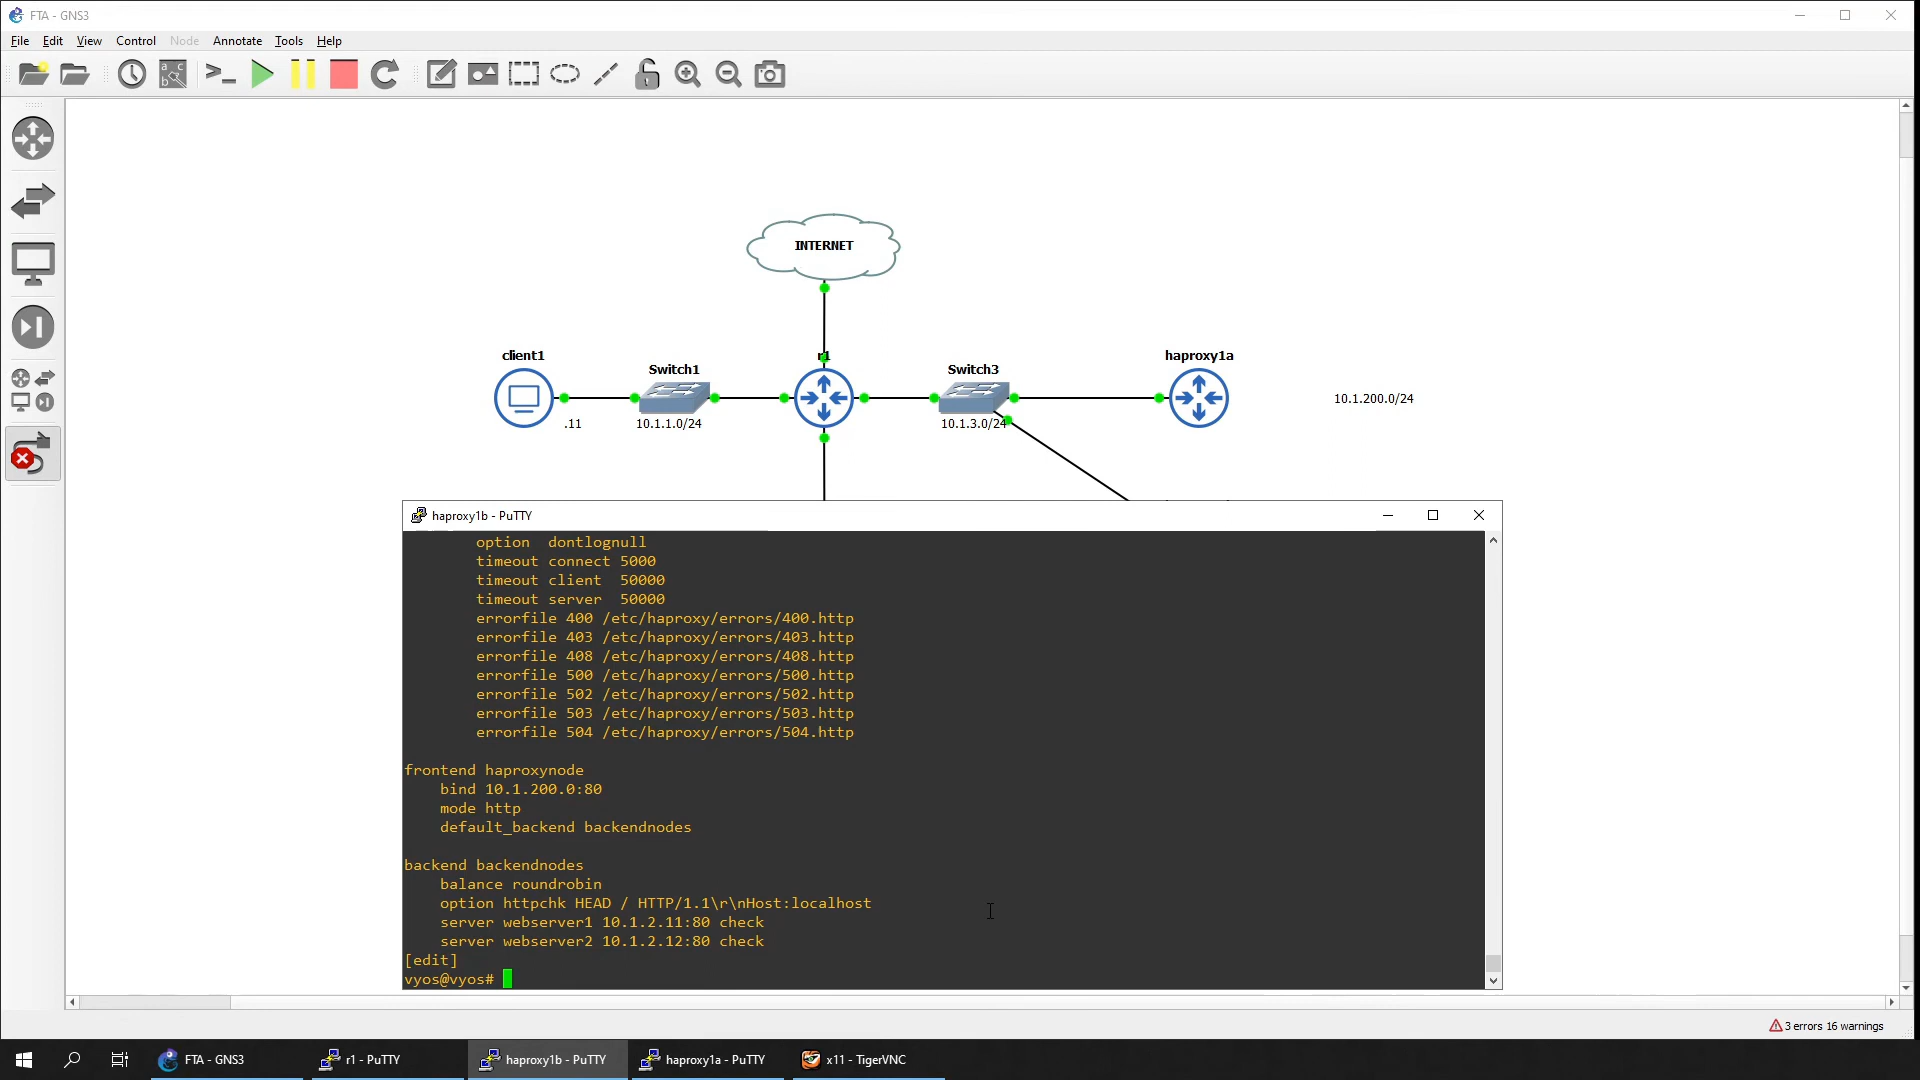 FTA - GNS3
File Edit View Control Node Annotate Tools Help
INTERNET
client1
Switch1
r1
Switch3
haproxy1a
10.1.200.0/24
.11
10.1.1.0/24
10.1.3.0/24
haproxy1b - PuTTY
option  dontlognull
timeout connect 5000
timeout client  50000
timeout server  50000
errorfile 400 /etc/haproxy/errors/400.http
errorfile 403 /etc/haproxy/errors/403.http
errorfile 408 /etc/haproxy/errors/408.http
errorfile 500 /etc/haproxy/errors/500.http
errorfile 502 /etc/haproxy/errors/502.http
errorfile 503 /etc/haproxy/errors/503.http
errorfile 504 /etc/haproxy/errors/504.http
frontend haproxynode
bind 10.1.200.0:80
mode http
default_backend backendnodes
backend backendnodes
balance roundrobin
option httpchk HEAD / HTTP/1.1\r\nHost:localhost
server webserver1 10.1.2.11:80 check
server webserver2 10.1.2.12:80 check
[edit]
vyos@vyos#
3 errors 16 warnings
FTA - GNS3
r1 - PuTTY
haproxy1b - PuTTY
haproxy1a - PuTTY
x11 - TigerVNC